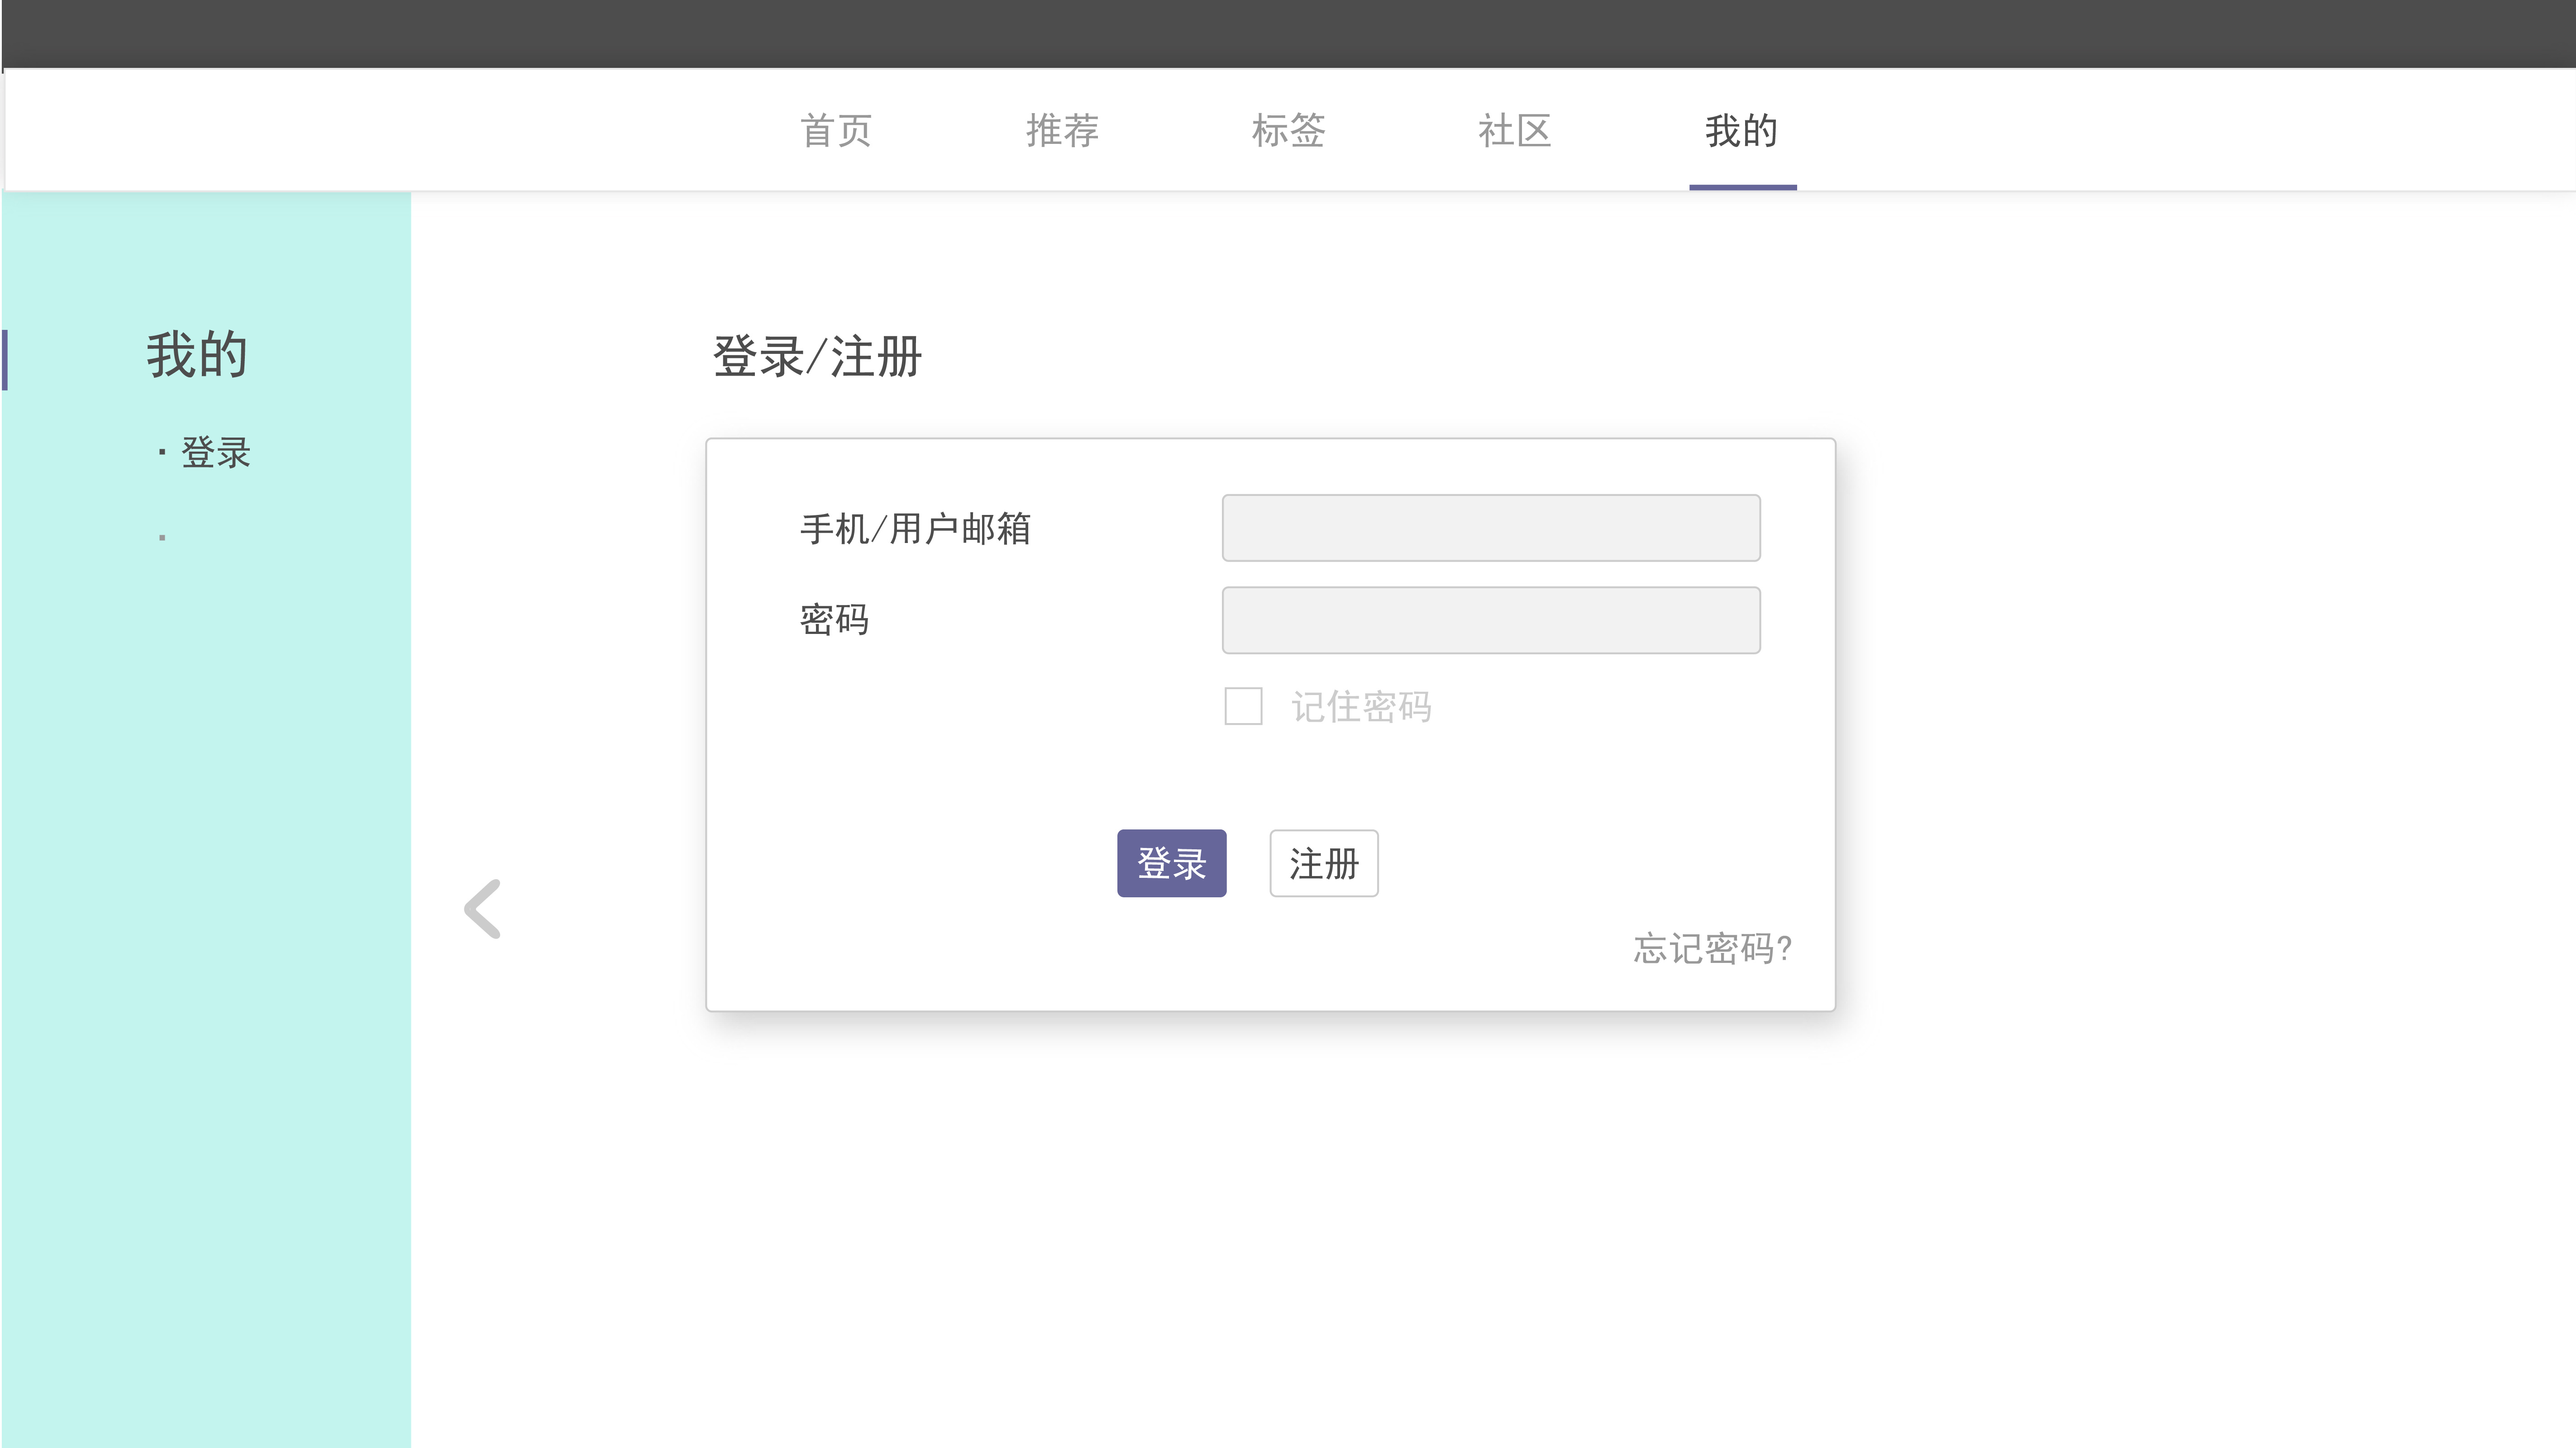 首页 推荐 标签 社区 我的
我的
· 登录
·
登录/注册
手机/用户邮箱
密码
记住密码
登录 注册
忘记密码?